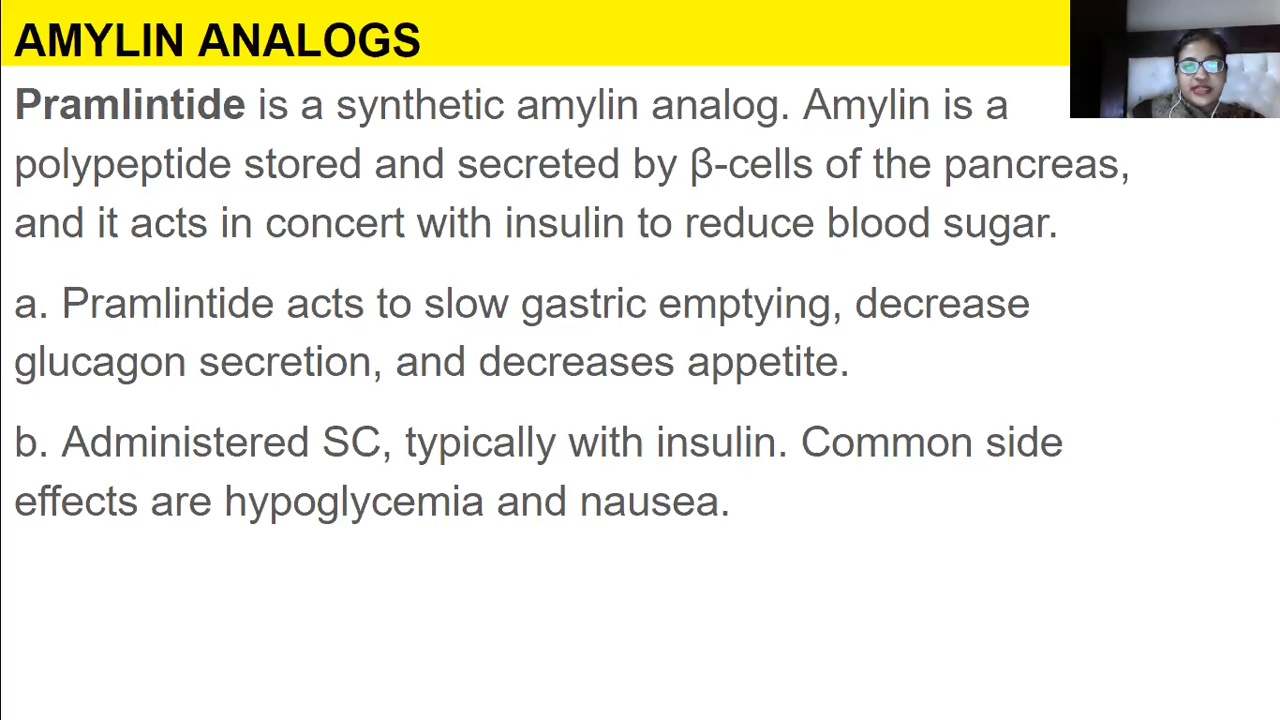 AMYLIN ANALOGS
Pramlintide is a synthetic amylin analog. Amylin is a
polypeptide stored and secreted by β-cells of the pancreas,
and it acts in concert with insulin to reduce blood sugar.
a. Pramlintide acts to slow gastric emptying, decrease
glucagon secretion, and decreases appetite.
b. Administered SC, typically with insulin. Common side
effects are hypoglycemia and nausea.